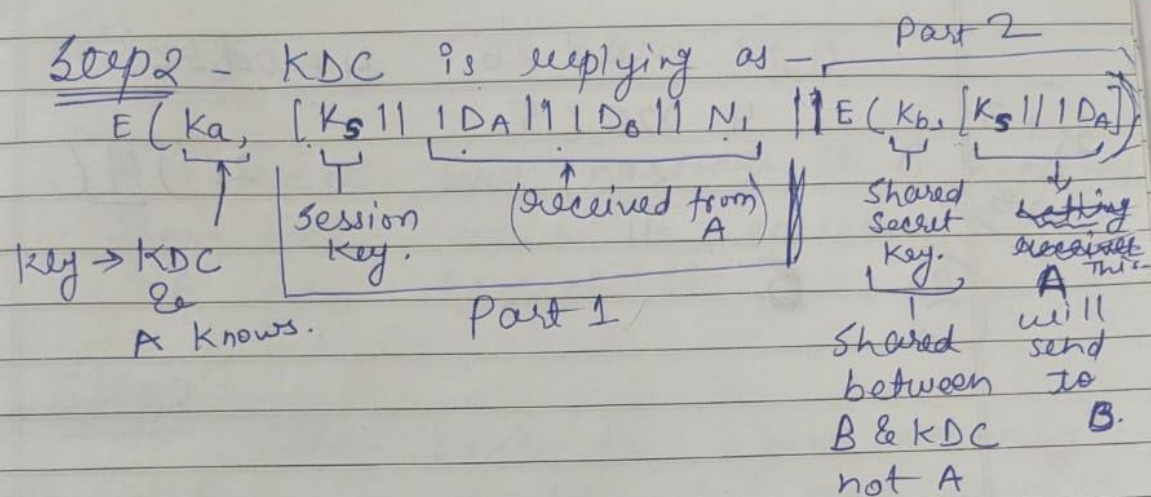 Part 2
Step2 - KDC is replying as -
E ( Ka, [ Ks || IDA || IDB || N1 || E ( Kb, [ Ks || IDA ] )
Session Key.
( received from A )
Shared Secret Key.
Key → KDC & A knows.
Part 1
Shared between B & KDC not A
A This will send to B.